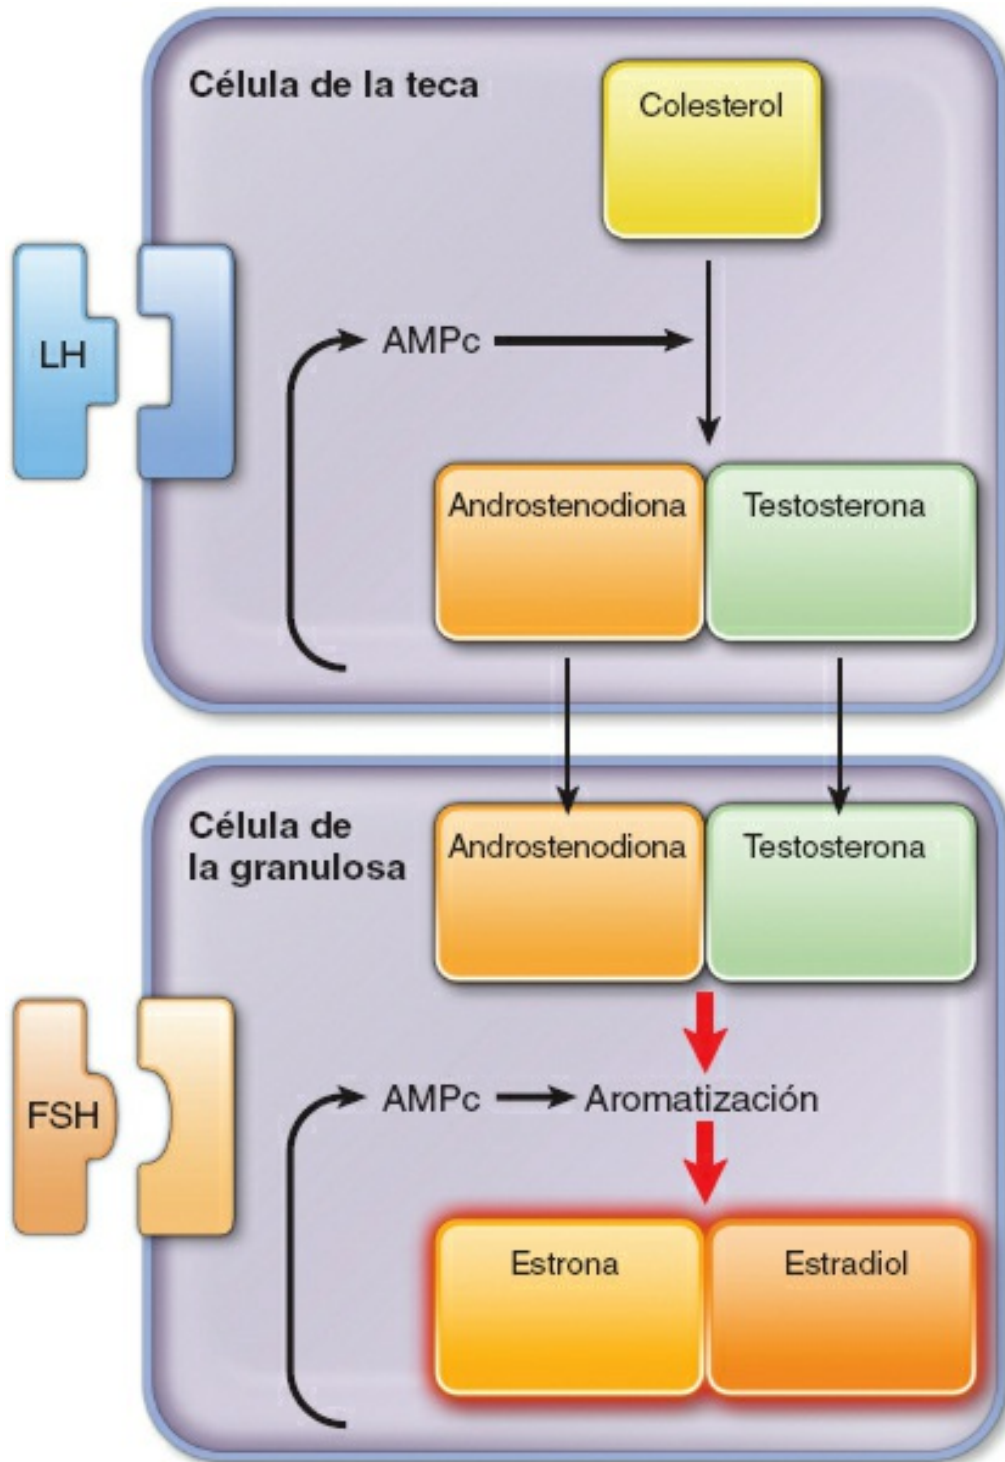 Célula de la teca
Colesterol
LH
AMPc
Androstenodiona
Testosterona
Célula de
la granulosa
Androstenodiona
Testosterona
FSH
AMPc
Aromatización
Estrona
Estradiol